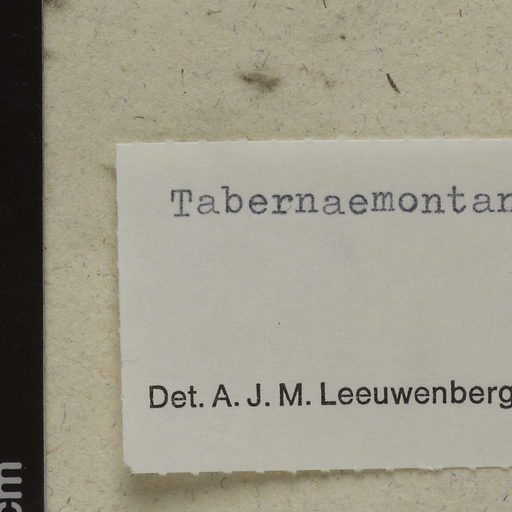 Tabernaemontan
Det. A. J. M. Leeuwenberg
cm